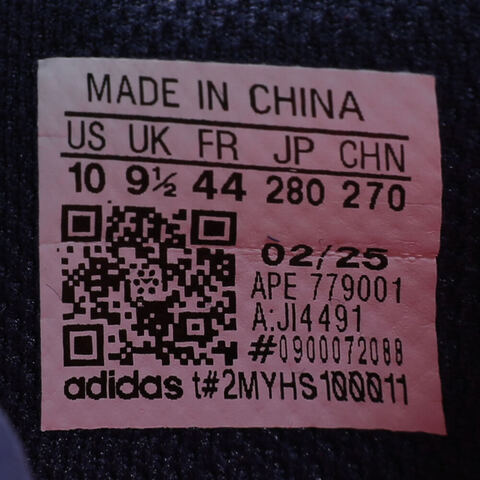 MADE IN CHINA
US UK FR JP CHN
10 9½ 44 280 270
02/25
APE 779001
A:JI4491
#0900072088
adidas t#2MYHS100011